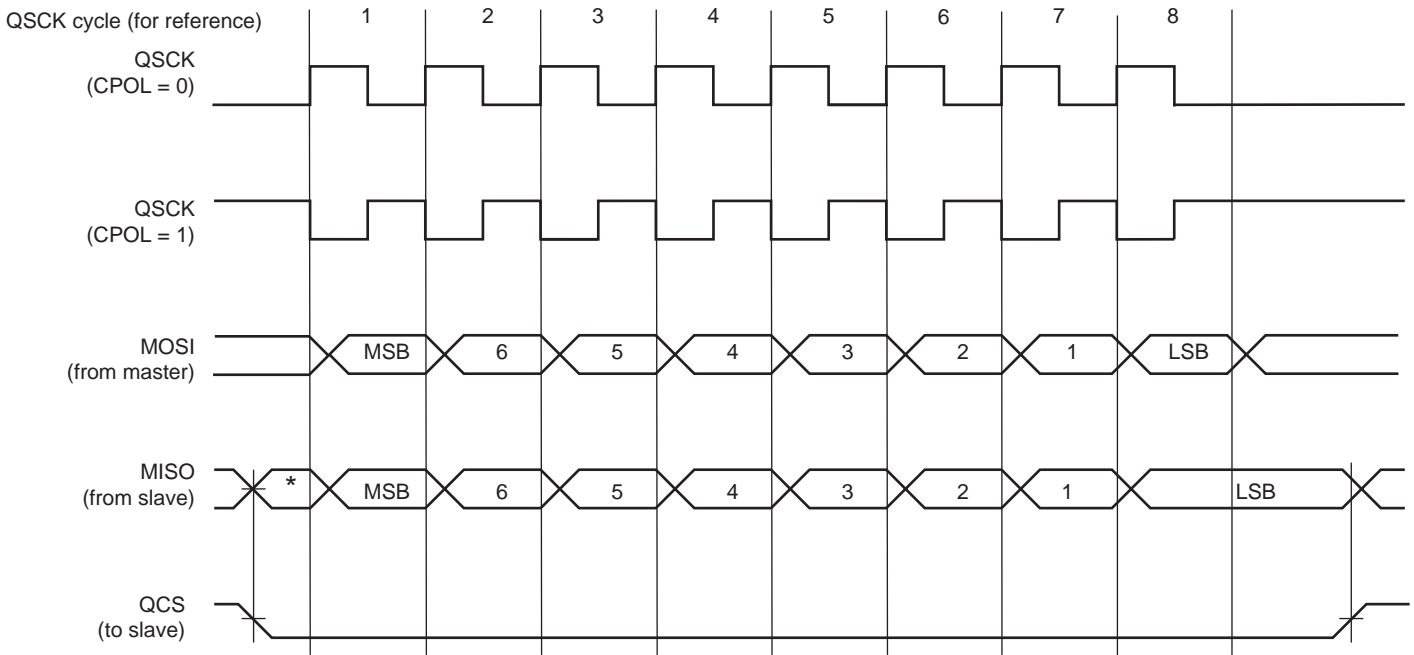 QSCK cycle (for reference) 1 2 3 4 5 6 7 8
QSCK
(CPOL = 0)
QSCK
(CPOL = 1)
MOSI
(from master)
MSB 6 5 4 3 2 1 LSB
MISO
(from slave)
* MSB 6 5 4 3 2 1 LSB
QCS
(to slave)